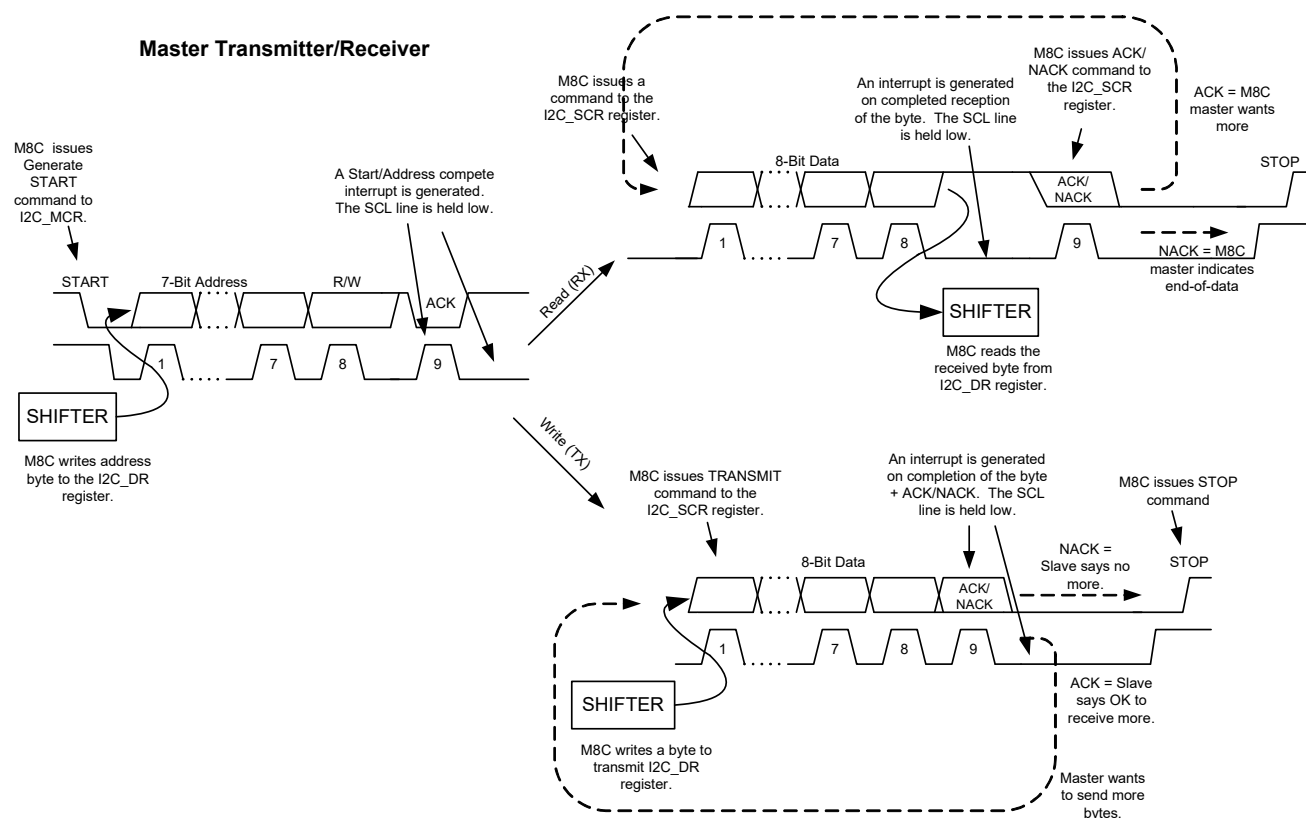 Master Transmitter/Receiver
M8C issues
Generate
START
command to
I2C_MCR.
A Start/Address compete
interrupt is generated.
The SCL line is held low.
START
7-Bit Address
R/W
ACK
1
7
8
9
SHIFTER
M8C writes address
byte to the I2C_DR
register.
Read (RX)
Write (TX)
M8C issues a
command to the
I2C_SCR register.
An interrupt is generated
on completed reception
of the byte. The SCL line
is held low.
M8C issues ACK/
NACK command to
the I2C_SCR
register.
ACK = M8C
master wants
more
8-Bit Data
ACK/
NACK
STOP
1
7
8
9
NACK = M8C
master indicates
end-of-data
SHIFTER
M8C reads the
received byte from
I2C_DR register.
M8C issues TRANSMIT
command to the
I2C_SCR register.
An interrupt is generated
on completion of the byte
+ ACK/NACK. The SCL
line is held low.
M8C issues STOP
command
8-Bit Data
ACK/
NACK
NACK =
Slave says no
more.
STOP
1
7
8
9
SHIFTER
M8C writes a byte to
transmit I2C_DR
register.
ACK = Slave
says OK to
receive more.
Master wants
to send more
bytes.